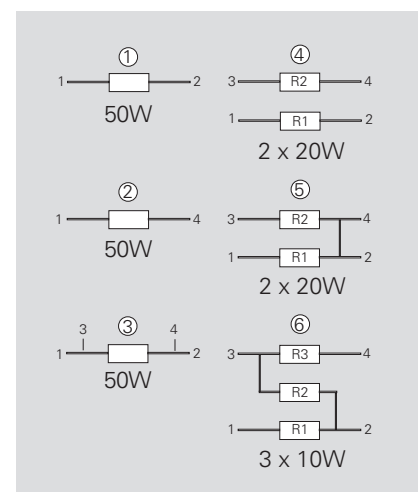 ① ④
1 2 3 R2 4
50W 1 R1 2
2 x 20W
② ⑤
1 4 3 R2 4
50W 1 R1 2
2 x 20W
3 ③ 4 ⑥
1 2 3 R3 4
50W R2
1 R1 2
3 x 10W